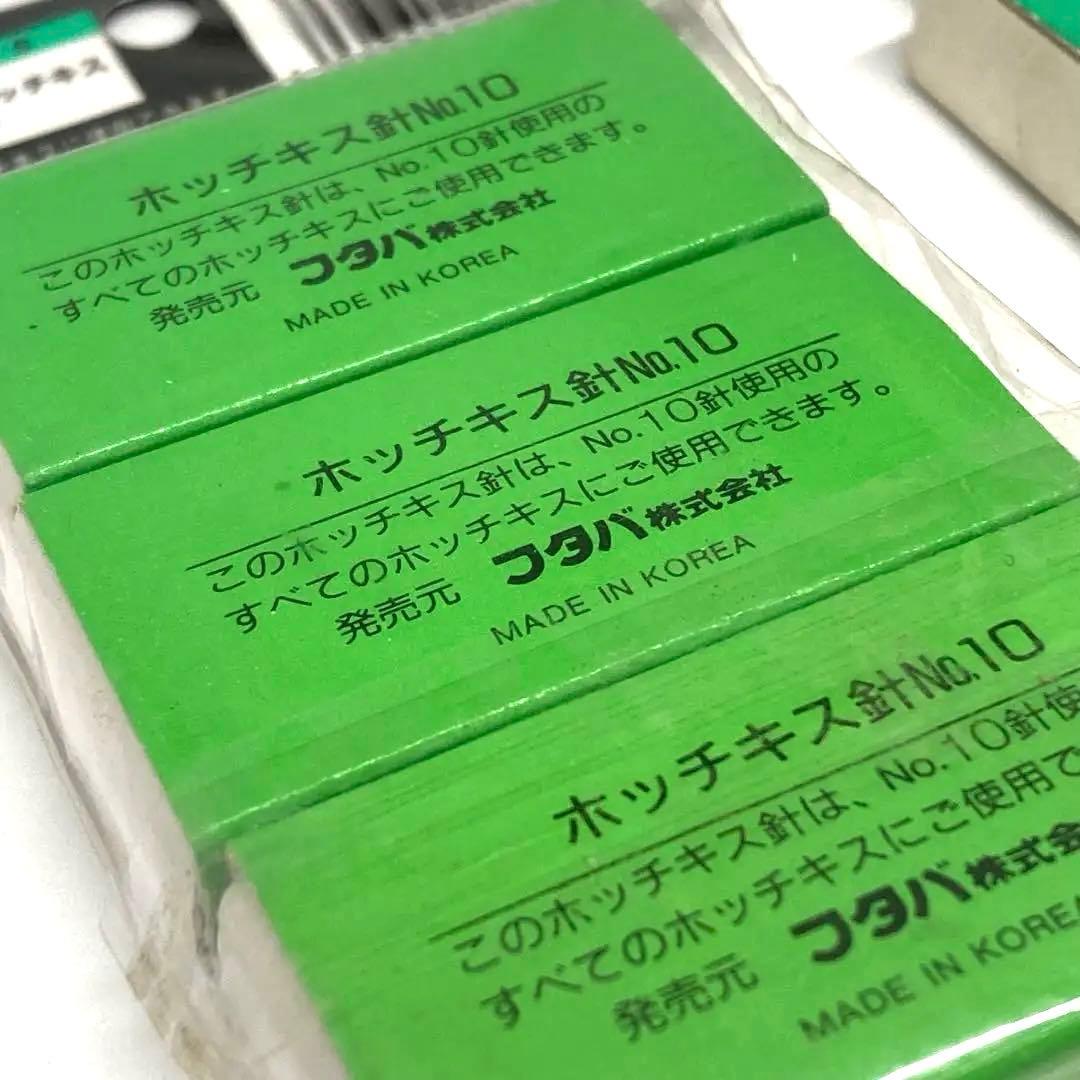 ッチキス
ホッチキス針No.10
このホッチキス針は、No.10針使用の
すべてのホッチキスにご使用できます。
発売元 フタバ株式会社
MADE IN KOREA
ホッチキス針No.10
このホッチキス針は、No.10針使用の
すべてのホッチキスにご使用できます。
発売元 フタバ株式会社
MADE IN KOREA
ホッチキス針No.10
このホッチキス針は、No.10針使
すべてのホッチキスにご使用で
発売元 フタバ株式会
MADE IN KORE